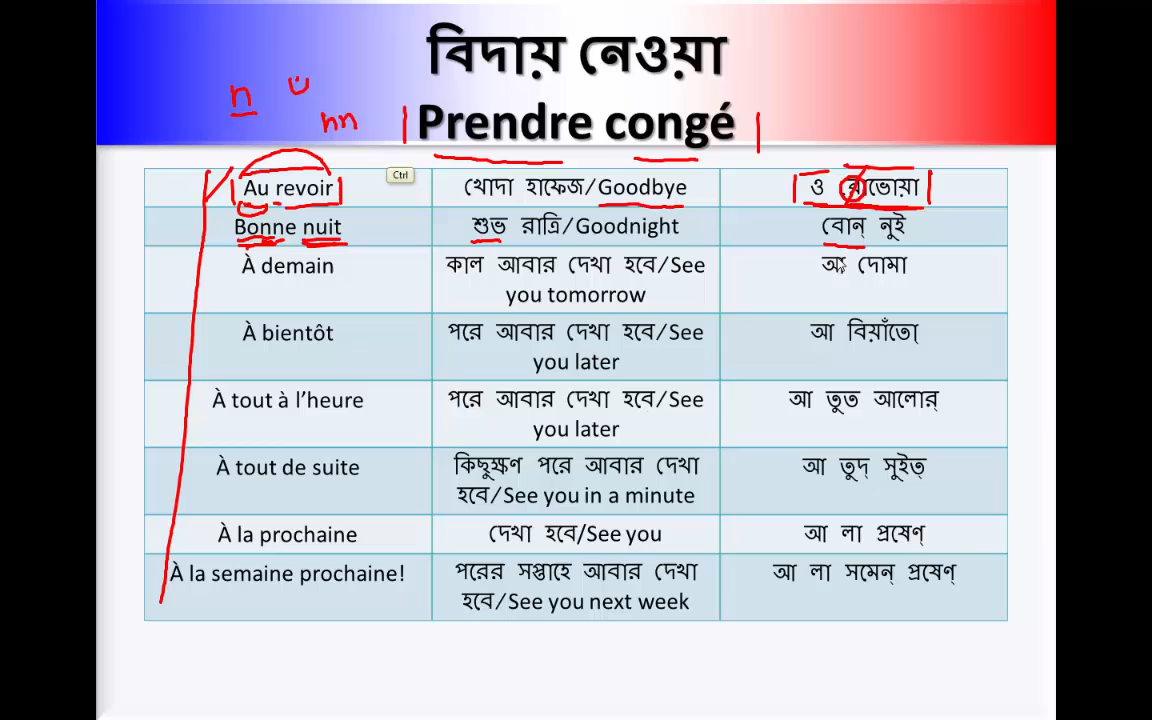 বিদায় নেওয়া
n
hn
Prendre congé
Ctrl
Au revoir খোদা হাফেজ/Goodbye ও রাভোয়া
Bonne nuit শুভ রাত্রি/Goodnight বোন্ নুই
À demain কাল আবার দেখা হবে/See আ দোমা
you tomorrow
À bientôt পরে আবার দেখা হবে/See আ বিয়াঁতো্
you later
À tout à l’heure পরে আবার দেখা হবে/See আ তুত আলোর্
you later
À tout de suite কিছুক্ষণ পরে আবার দেখা আ তুদ্ সুইত্
হবে/See you in a minute
À la prochaine দেখা হবে/See you আ লা প্রষেণ্
À la semaine prochaine! পরের সপ্তাহে আবার দেখা আ লা সমেন্ প্রষেণ্
হবে/See you next week